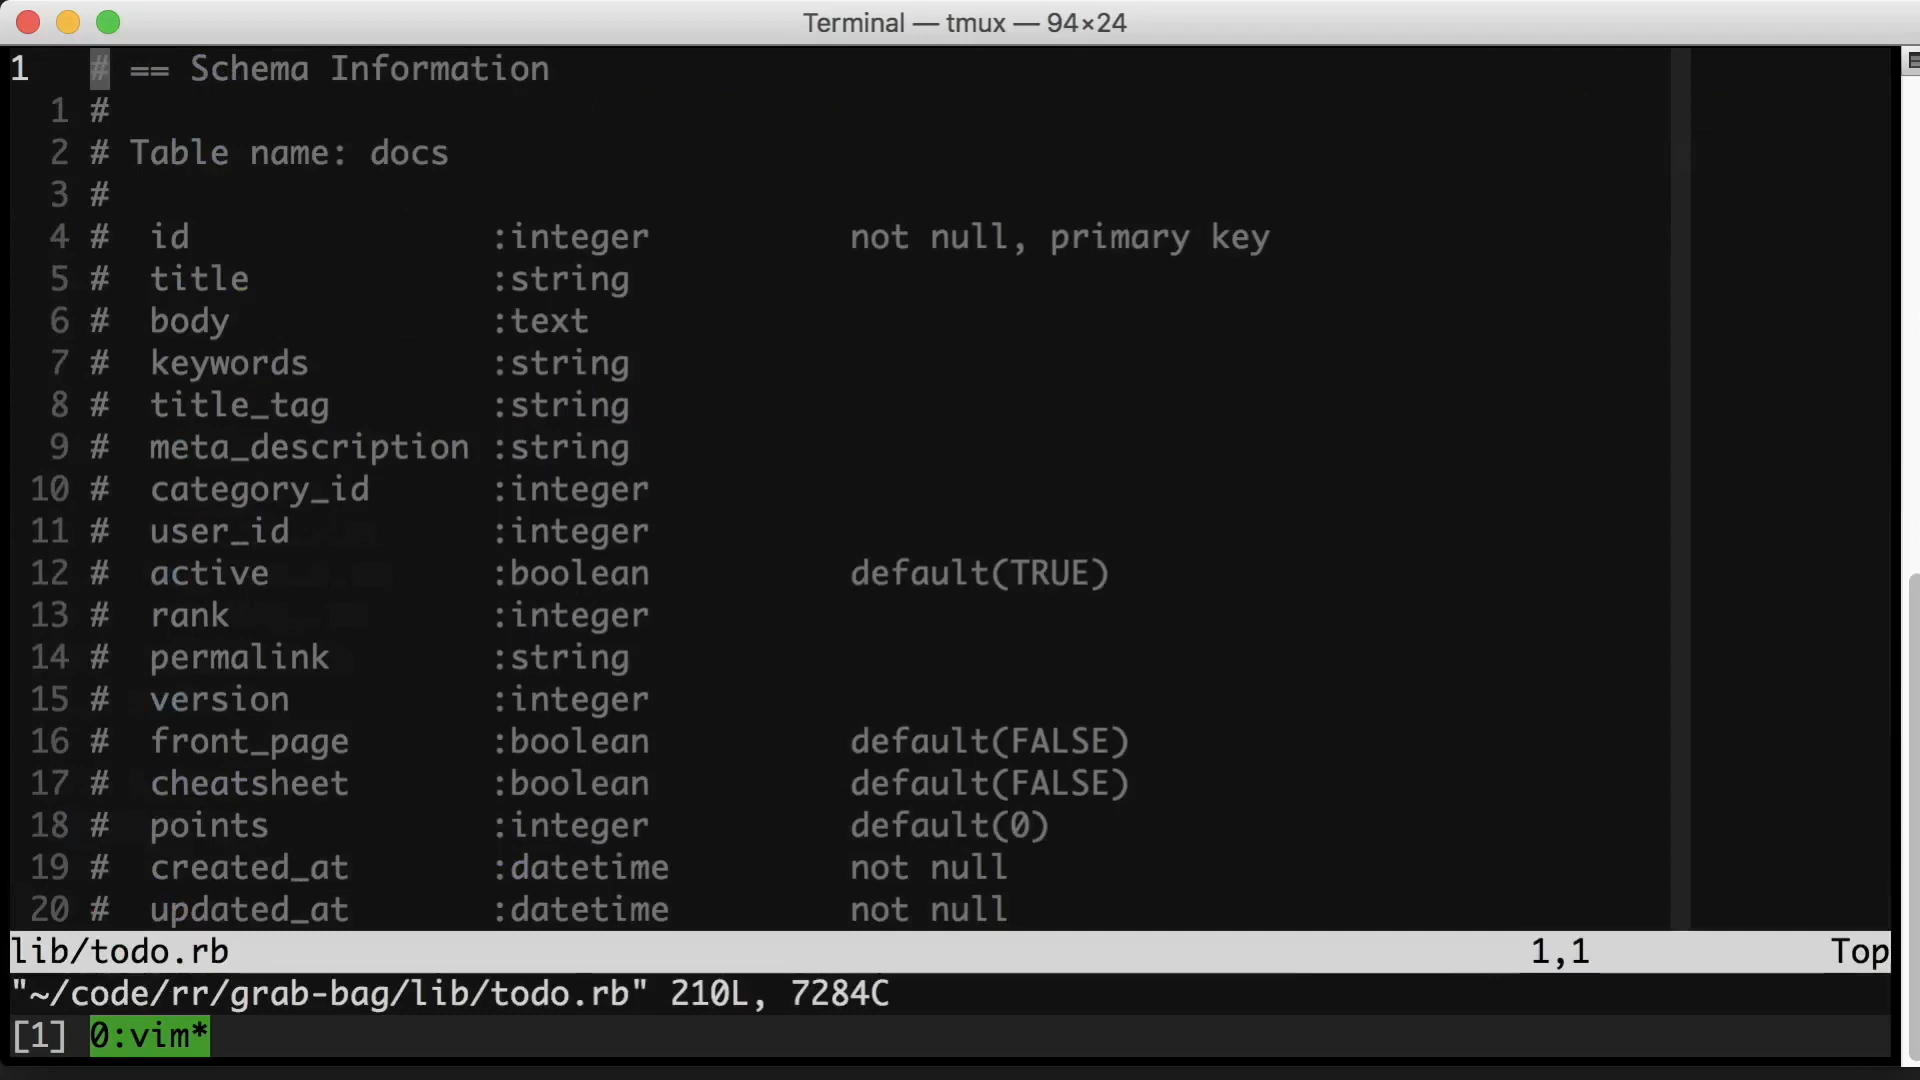 Terminal — tmux — 94×24
1 # == Schema Information
1 #
2 # Table name: docs
3 #
4 # id :integer not null, primary key
5 # title :string
6 # body :text
7 # keywords :string
8 # title_tag :string
9 # meta_description :string
10 # category_id :integer
11 # user_id :integer
12 # active :boolean default(TRUE)
13 # rank :integer
14 # permalink :string
15 # version :integer
16 # front_page :boolean default(FALSE)
17 # cheatsheet :boolean default(FALSE)
18 # points :integer default(0)
19 # created_at :datetime not null
20 # updated_at :datetime not null
lib/todo.rb 1,1 Top
"~/code/rr/grab-bag/lib/todo.rb" 210L, 7284C
[1] 0:vim*